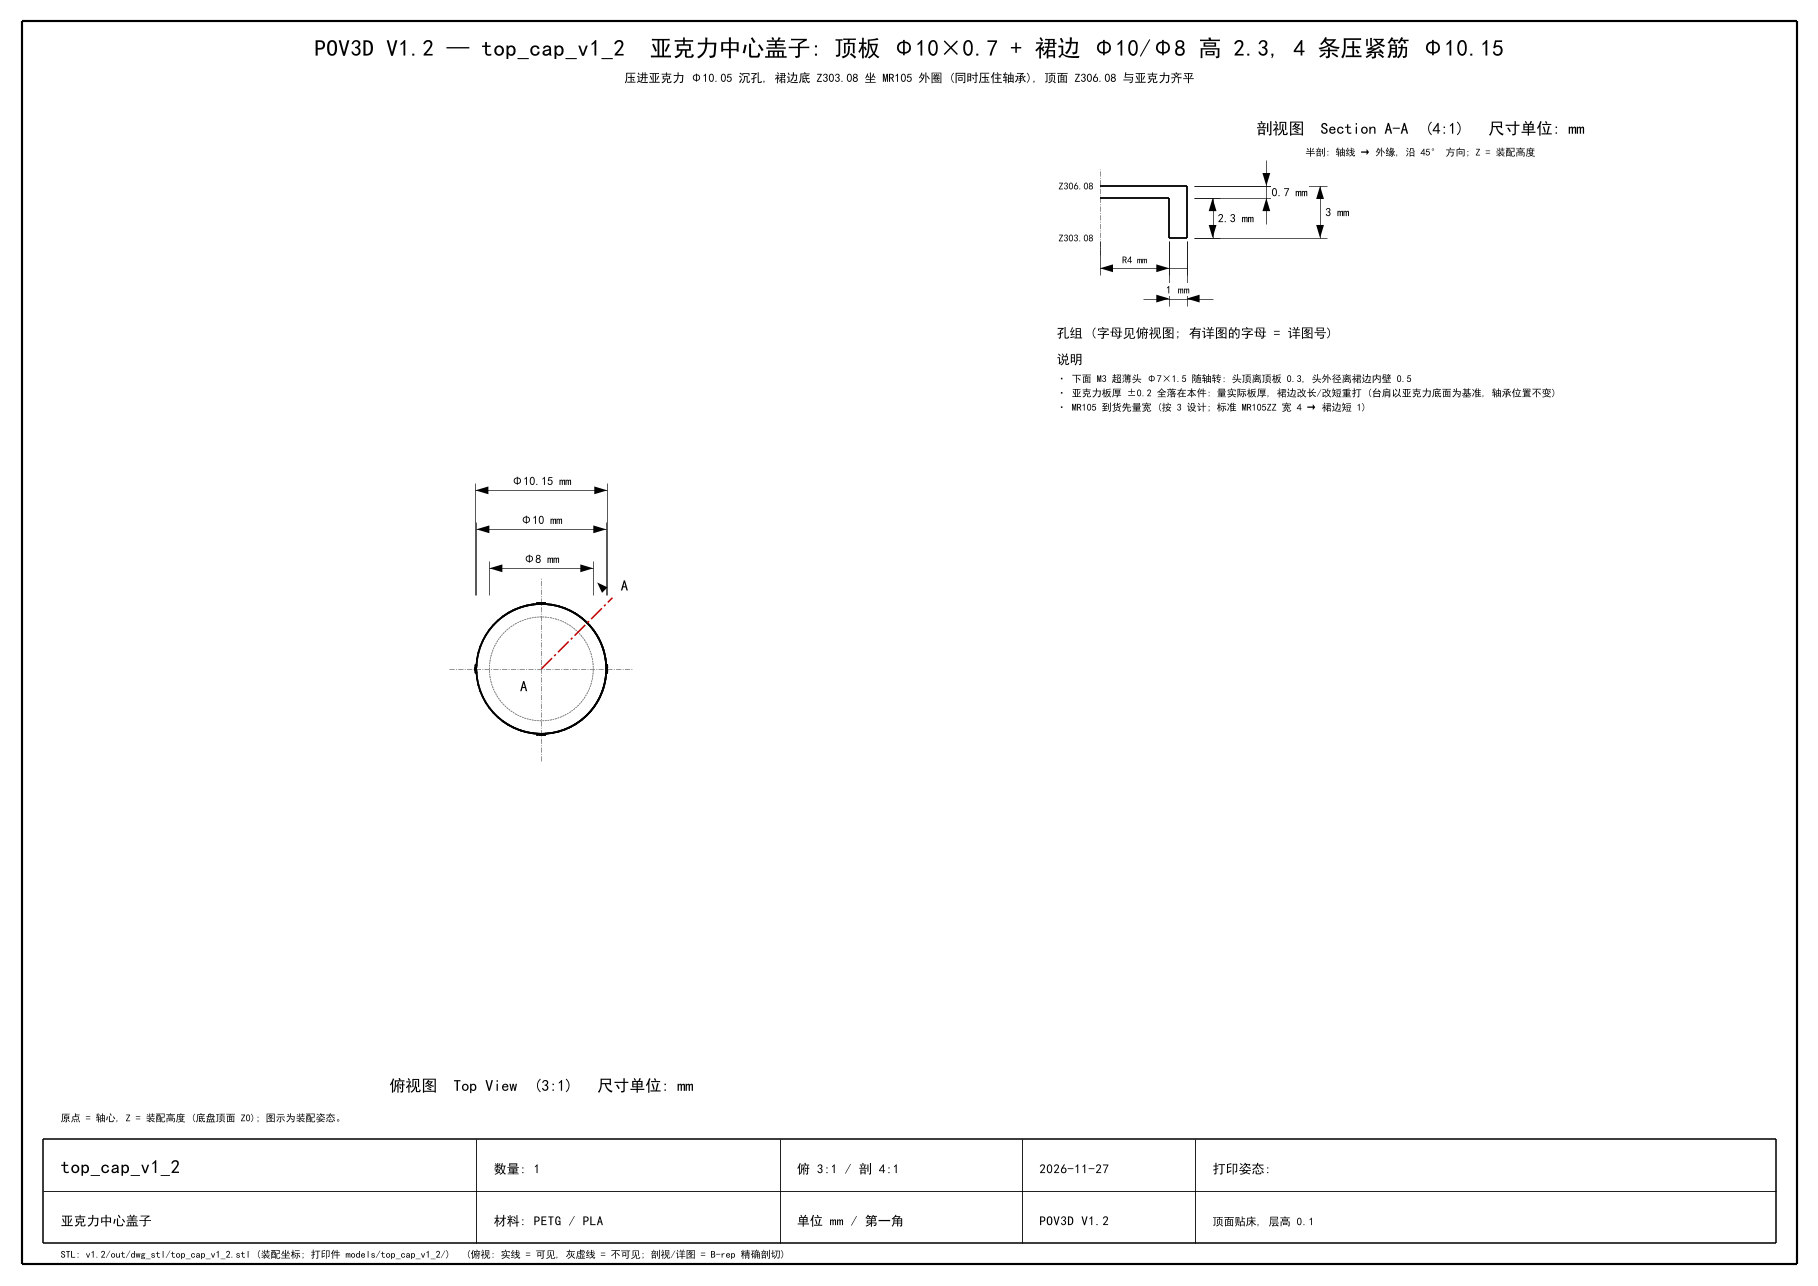 POV3D V1.2 — top_cap_v1_2 亚克力中心盖子: 顶板 Φ10×0.7 + 裙边 Φ10/Φ8 高 2.3, 4 条压紧筋 Φ10.15
压进亚克力 Φ10.05 沉孔, 裙边底 Z303.08 坐 MR105 外圈 (同时压住轴承), 顶面 Z306.08 与亚克力齐平
剖视图 Section A-A (4:1) 尺寸单位: mm
半剖: 轴线 → 外缘, 沿 45° 方向; Z = 装配高度
Z306.08
0.7 mm
3 mm
2.3 mm
Z303.08
R4 mm
1 mm
孔组 (字母见俯视图; 有详图的字母 = 详图号)
说明
· 下面 M3 超薄头 Φ7×1.5 随轴转: 头顶离顶板 0.3, 头外径离裙边内壁 0.5
· 亚克力板厚 ±0.2 全落在本件: 量实际板厚, 裙边改长/改短重打 (台肩以亚克力底面为基准, 轴承位置不变)
· MR105 到货先量宽 (按 3 设计; 标准 MR105ZZ 宽 4 → 裙边短 1)
Φ10.15 mm
Φ10 mm
Φ8 mm
A
A
俯视图 Top View (3:1) 尺寸单位: mm
原点 = 轴心, Z = 装配高度 (底盘顶面 Z0); 图示为装配姿态。
top_cap_v1_2
数量: 1
俯 3:1 / 剖 4:1
2026-11-27
打印姿态:
亚克力中心盖子
材料: PETG / PLA
单位 mm / 第一角
POV3D V1.2
顶面贴床, 层高 0.1
STL: v1.2/out/dwg_stl/top_cap_v1_2.stl (装配坐标; 打印件 models/top_cap_v1_2/) (俯视: 实线 = 可见, 灰虚线 = 不可见; 剖视/详图 = B-rep 精确剖切)